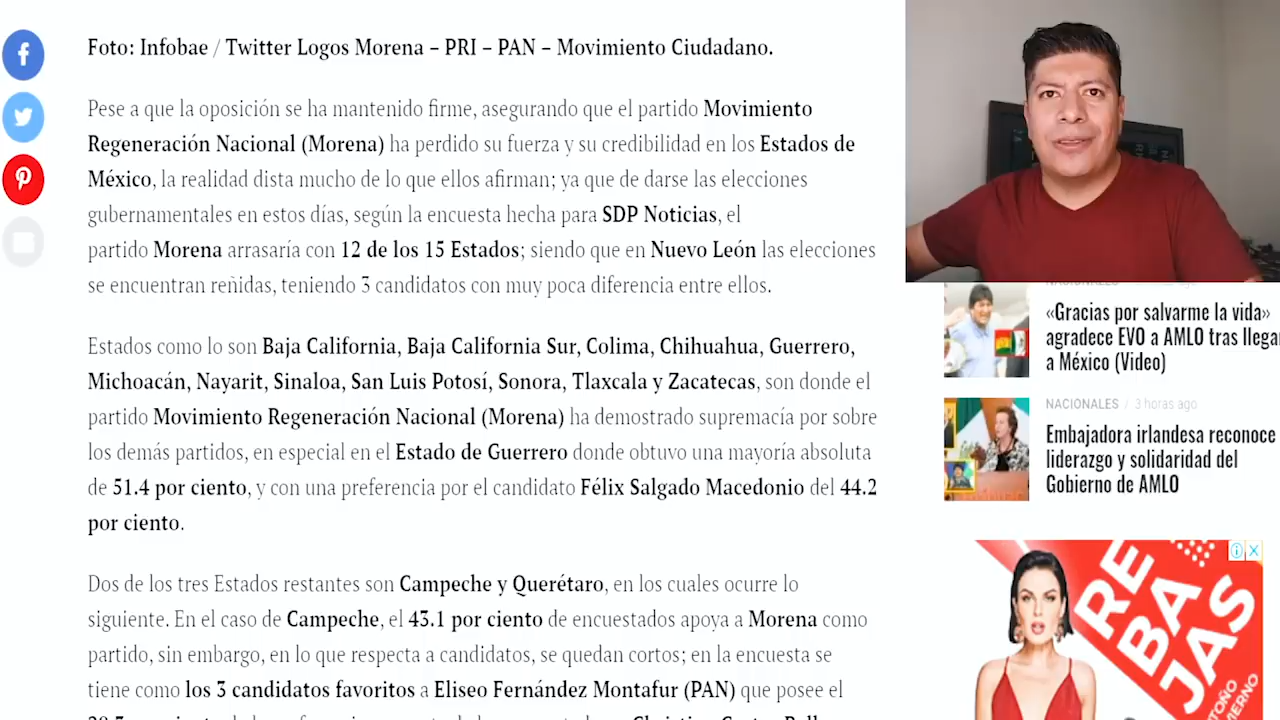 Foto: Infobae / Twitter Logos Morena – PRI – PAN – Movimiento Ciudadano.
Pese a que la oposición se ha mantenido firme, asegurando que el partido Movimiento
Regeneración Nacional (Morena) ha perdido su fuerza y su credibilidad en los Estados de
México, la realidad dista mucho de lo que ellos afirman; ya que de darse las elecciones
gubernamentales en estos días, según la encuesta hecha para SDP Noticias, el
partido Morena arrasaría con 12 de los 15 Estados; siendo que en Nuevo León las elecciones
se encuentran reñidas, teniendo 3 candidatos con muy poca diferencia entre ellos.
Estados como lo son Baja California, Baja California Sur, Colima, Chihuahua, Guerrero,
Michoacán, Nayarit, Sinaloa, San Luis Potosí, Sonora, Tlaxcala y Zacatecas, son donde el
partido Movimiento Regeneración Nacional (Morena) ha demostrado supremacía por sobre
los demás partidos, en especial en el Estado de Guerrero donde obtuvo una mayoría absoluta
de 51.4 por ciento, y con una preferencia por el candidato Félix Salgado Macedonio del 44.2
por ciento.
Dos de los tres Estados restantes son Campeche y Querétaro, en los cuales ocurre lo
siguiente. En el caso de Campeche, el 43.1 por ciento de encuestados apoya a Morena como
partido, sin embargo, en lo que respecta a candidatos, se quedan cortos; en la encuesta se
tiene como los 3 candidatos favoritos a Eliseo Fernández Montafur (PAN) que posee el
«Gracias por salvarme la vida»
agradece EVO a AMLO tras llega
a México (Video)
NACIONALES / 3 horas ago
Embajadora irlandesa reconoce
liderazgo y solidaridad del
Gobierno de AMLO
RE
BA
JAS